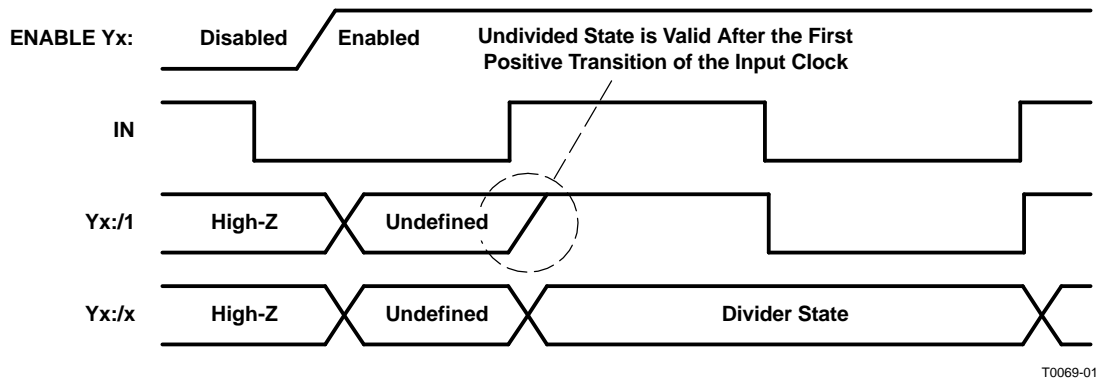 ENABLE Yx: Disabled Enabled
Undivided State is Valid After the First
Positive Transition of the Input Clock
IN
Yx:/1 High-Z Undefined
Yx:/x High-Z Undefined Divider State
T0069-01